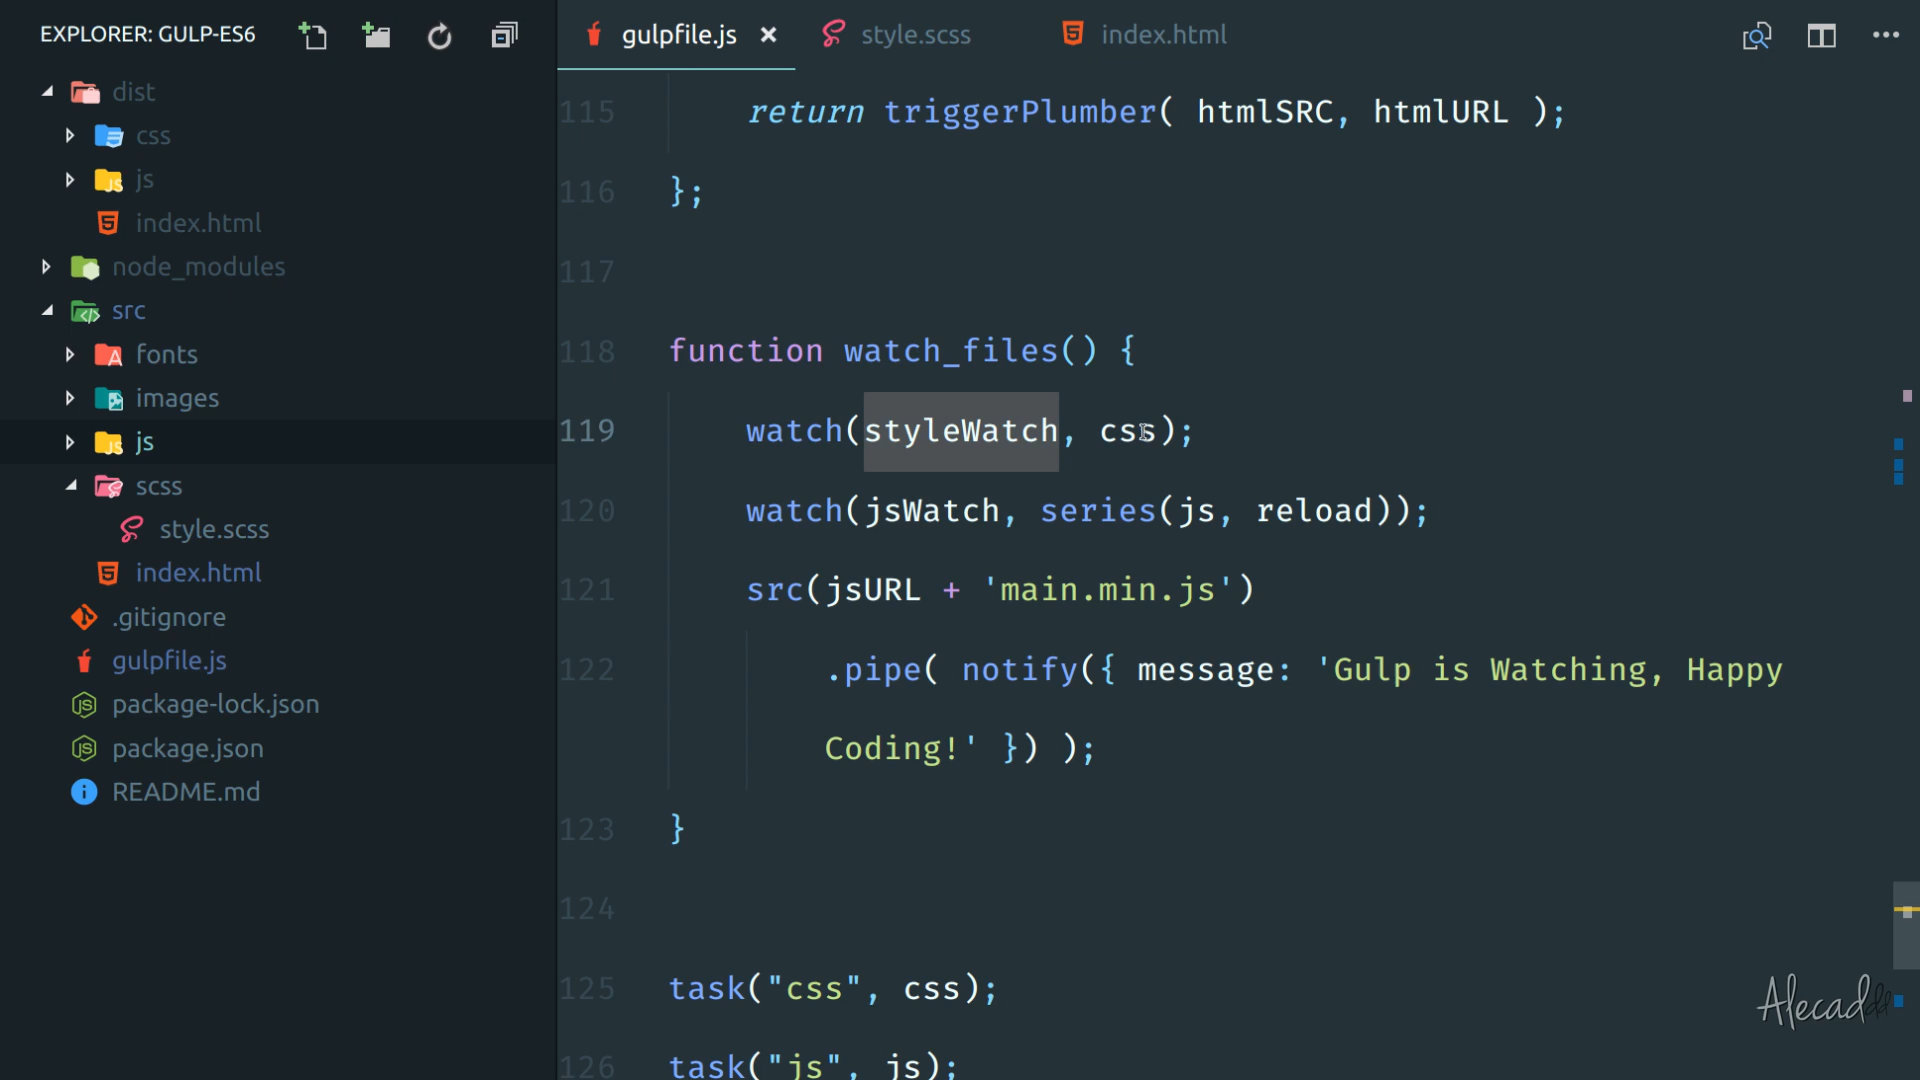 EXPLORER: GULP-ES6
dist
css
js
index.html
node_modules
src
fonts
images
js
scss
style.scss
index.html
.gitignore
gulpfile.js
package-lock.json
package.json
README.md
gulpfile.js
style.scss
index.html
115 return triggerPlumber( htmlSRC, htmlURL );
116 };
117
118 function watch_files() {
119 watch(styleWatch, css);
120 watch(jsWatch, series(js, reload));
121 src(jsURL + 'main.min.js')
122 .pipe( notify({ message: 'Gulp is Watching, Happy
Coding!' }) );
123 }
124
125 task("css", css);
126 task("js", js);
Alecaddd